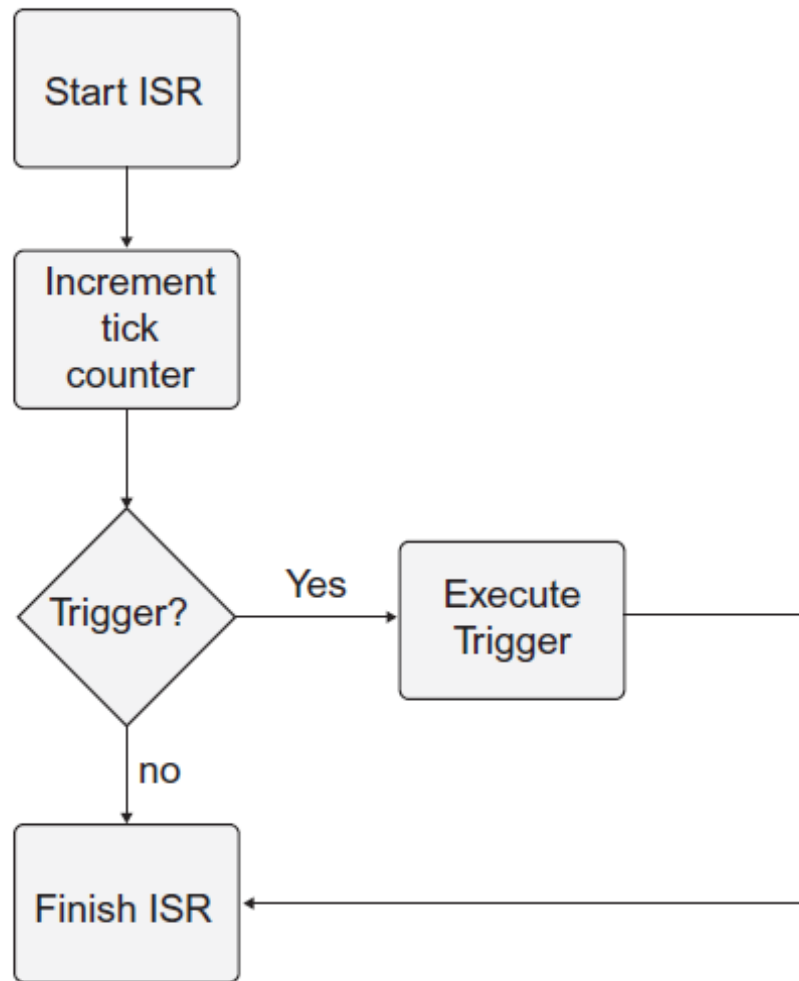 Start ISR
Increment
tick
counter
Trigger?
Yes
Execute
Trigger
no
Finish ISR